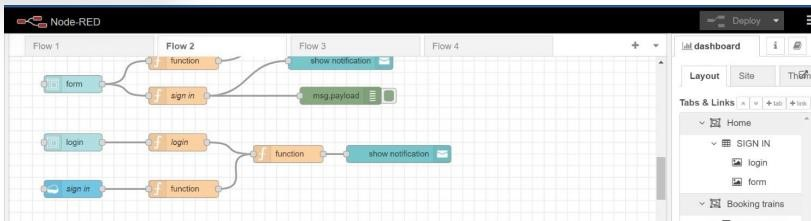 Node-RED
Deploy
Flow 1
Flow 2
Flow 3
Flow 4
dashboard
i
function
show notification
form
sign in
msg.payload
login
login
function
show notification
sign in
function
Layout
Site
Tabs & Links
+tab
+link
Home
SIGN IN
login
form
Booking trains